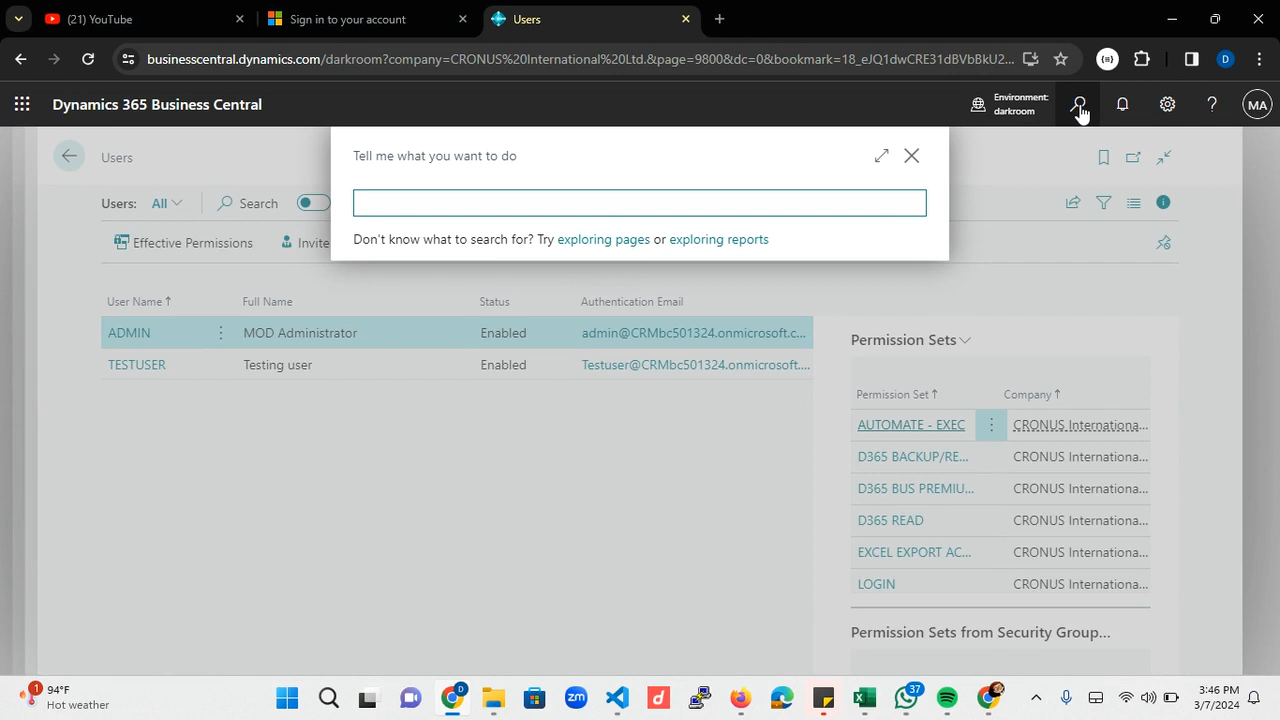 (21) YouTube
Sign in to your account
Users
businesscentral.dynamics.com/darkroom?company=CRONUS%20International%20Ltd.&page=9800&dc=0&bookmark=18_eJQ1dwCRE31dBVbBkU2...
D
Dynamics 365 Business Central
Environment:
darkroom
MA
Tell me what you want to do
Don't know what to search for? Try exploring pages or exploring reports
Users
Users: All
Search
Effective Permissions
Invite
User Name ↑ Full Name Status Authentication Email
ADMIN MOD Administrator Enabled admin@CRMbc501324.onmicrosoft.c...
TESTUSER Testing user Enabled Testuser@CRMbc501324.onmicrosoft....
Permission Sets
Permission Set ↑ Company ↑
AUTOMATE - EXEC CRONUS Internationa...
D365 BACKUP/RE... CRONUS Internationa...
D365 BUS PREMIU... CRONUS Internationa...
D365 READ CRONUS Internationa...
EXCEL EXPORT AC... CRONUS Internationa...
LOGIN CRONUS Internationa...
Permission Sets from Security Group...
1
94°F
Hot weather
D
zm
37
3:46 PM
3/7/2024